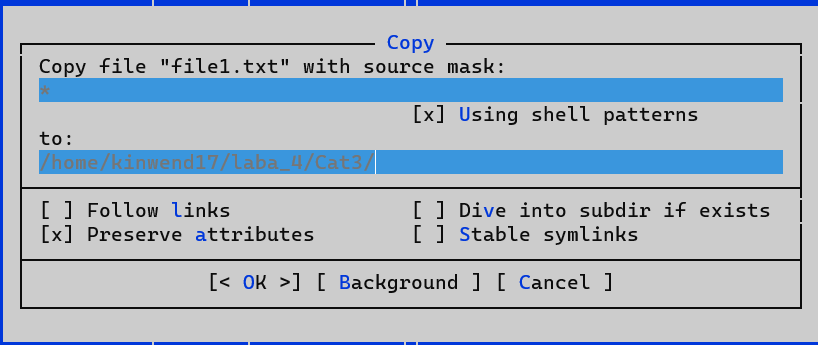 Copy
Copy file "file1.txt" with source mask:
*
[x] Using shell patterns
to:
/home/kinwend17/laba_4/Cat3/
[ ] Follow links [ ] Dive into subdir if exists
[x] Preserve attributes [ ] Stable symlinks
[< OK >] [ Background ] [ Cancel ]